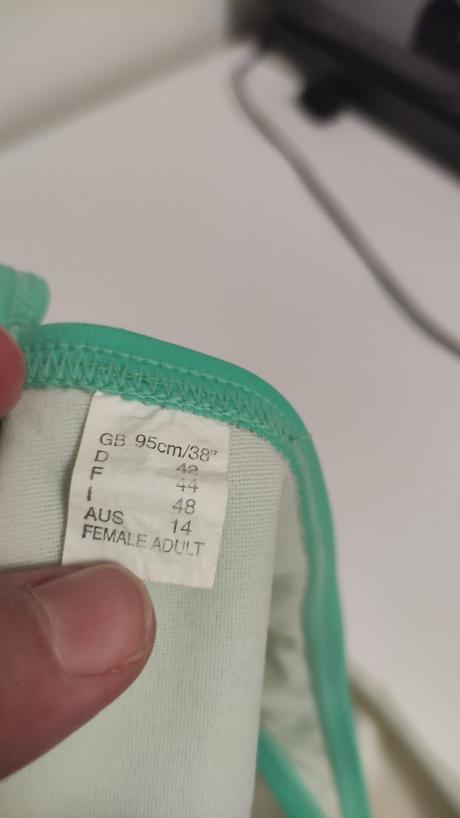 GB 95cm/38"
D 42
F 44
I 48
AUS 14
FEMALE ADULT